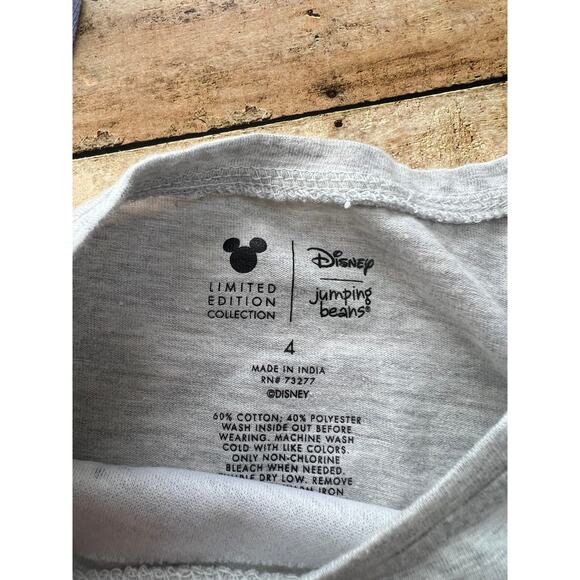 LIMITED
EDITION
COLLECTION
Disney
jumping
beans®
4
MADE IN INDIA
RN# 73277
©DISNEY
60% COTTON; 40% POLYESTER
WASH INSIDE OUT BEFORE
WEARING. MACHINE WASH
COLD WITH LIKE COLORS.
ONLY NON-CHLORINE
BLEACH WHEN NEEDED.
DRY LOW. REMOVE
IRON